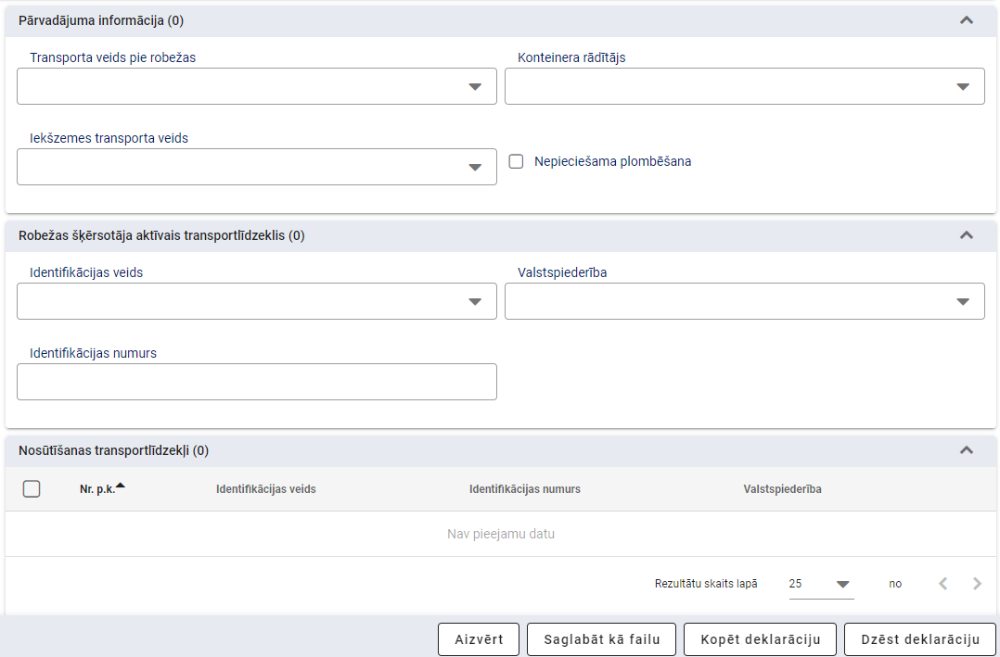 Pārvadājuma informācija (0)
Transporta veids pie robežas
Konteinera rādītājs
Iekšzemes transporta veids
Nepieciešama plombēšana
Robežas šķērsotāja aktīvais transportlīdzeklis (0)
Identifikācijas veids
Valstspiederība
Identifikācijas numurs
Nosūtīšanas transportlīdzekļi (0)
Nr. p.k. Identifikācijas veids Identifikācijas numurs Valstspiederība
Nav pieejamu datu
Rezultātu skaits lapā 25 no
Aizvērt Saglabāt kā failu Kopēt deklarāciju Dzēst deklarāciju